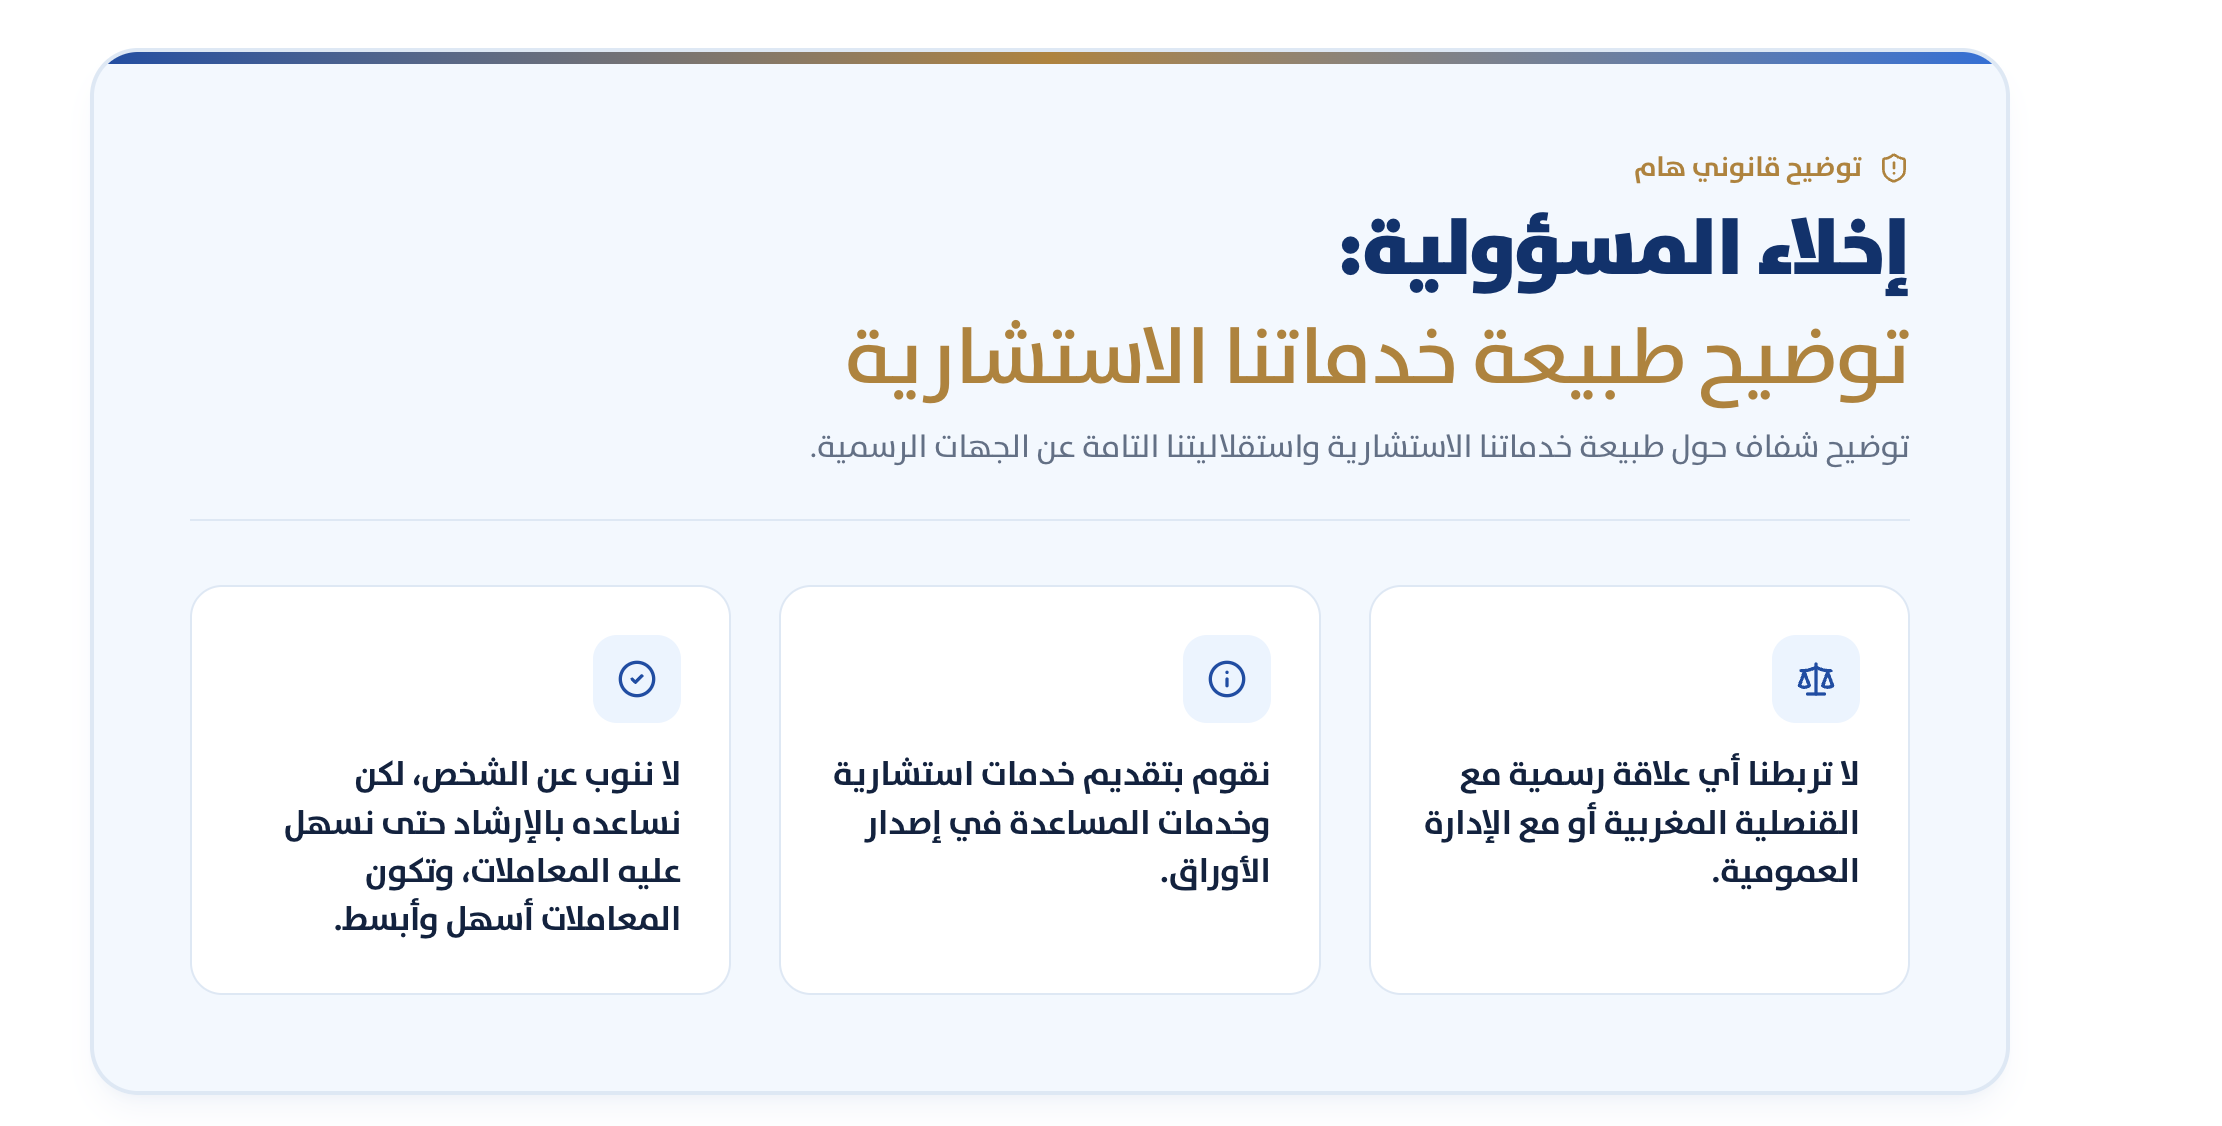 توضيح قانوني هام
إخلاء المسؤولية:
توضيح طبيعة خدماتنا الاستشارية
توضيح شفاف حول طبيعة خدماتنا الاستشارية واستقلاليتنا التامة عن الجهات الرسمية.
لا تربطنا أي علاقة رسمية مع
القنصلية المغربية أو مع الإدارة
العمومية.
نقوم بتقديم خدمات استشارية
وخدمات المساعدة في إصدار
الأوراق.
لا ننوب عن الشخص، لكن
نساعده بالإرشاد حتى نسهل
عليه المعاملات، وتكون
المعاملات أسهل وأبسط.